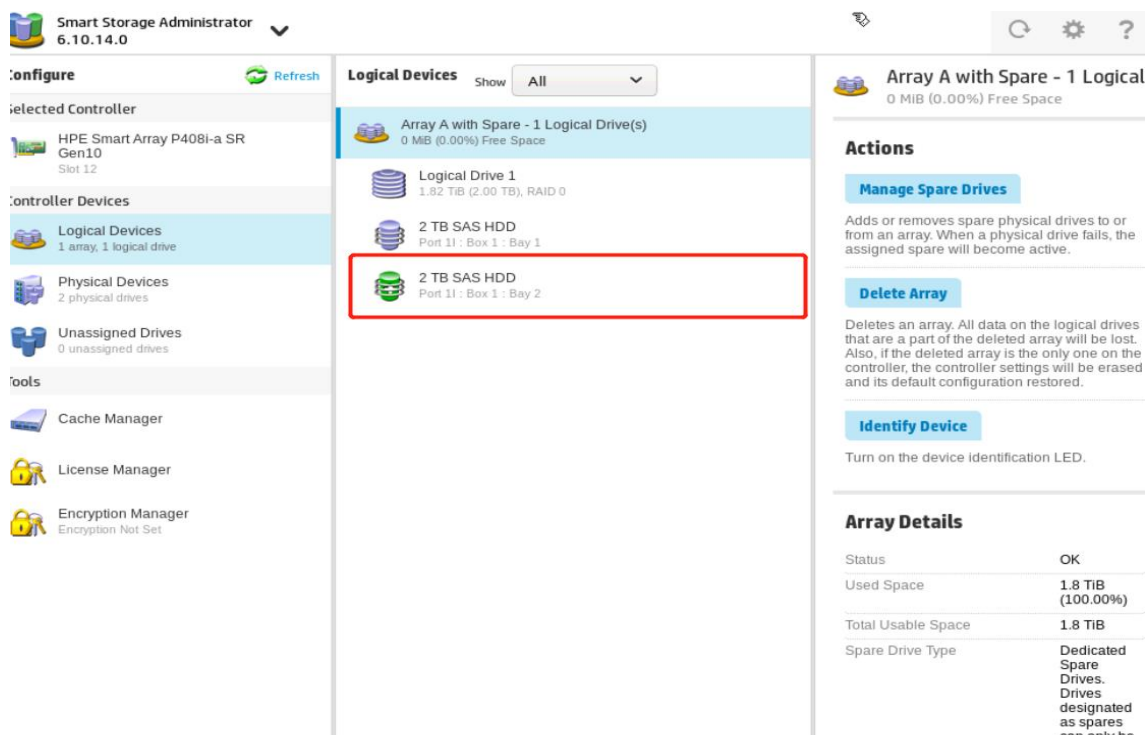 Smart Storage Administrator
6.10.14.0
?
Configure
Refresh
Selected Controller
HPE Smart Array P408i-a SR
Gen10
Slot 12
Controller Devices
Logical Devices
1 array, 1 logical drive
Physical Devices
2 physical drives
Unassigned Drives
0 unassigned drives
Tools
Cache Manager
License Manager
Encryption Manager
Encryption Not Set
Logical Devices
Show
All
Array A with Spare - 1 Logical Drive(s)
0 MiB (0.00%) Free Space
Logical Drive 1
1.82 TiB (2.00 TB), RAID 0
2 TB SAS HDD
Port 1I : Box 1 : Bay 1
2 TB SAS HDD
Port 1I : Box 1 : Bay 2
Array A with Spare - 1 Logical
0 MiB (0.00%) Free Space
Actions
Manage Spare Drives
Adds or removes spare physical drives to or
from an array. When a physical drive fails, the
assigned spare will become active.
Delete Array
Deletes an array. All data on the logical drives
that are a part of the deleted array will be lost.
Also, if the deleted array is the only one on the
controller, the controller settings will be erased
and its default configuration restored.
Identify Device
Turn on the device identification LED.
Array Details
Status OK
Used Space 1.8 TiB
(100.00%)
Total Usable Space 1.8 TiB
Spare Drive Type Dedicated
Spare
Drives.
Drives
designated
as spares
can only be